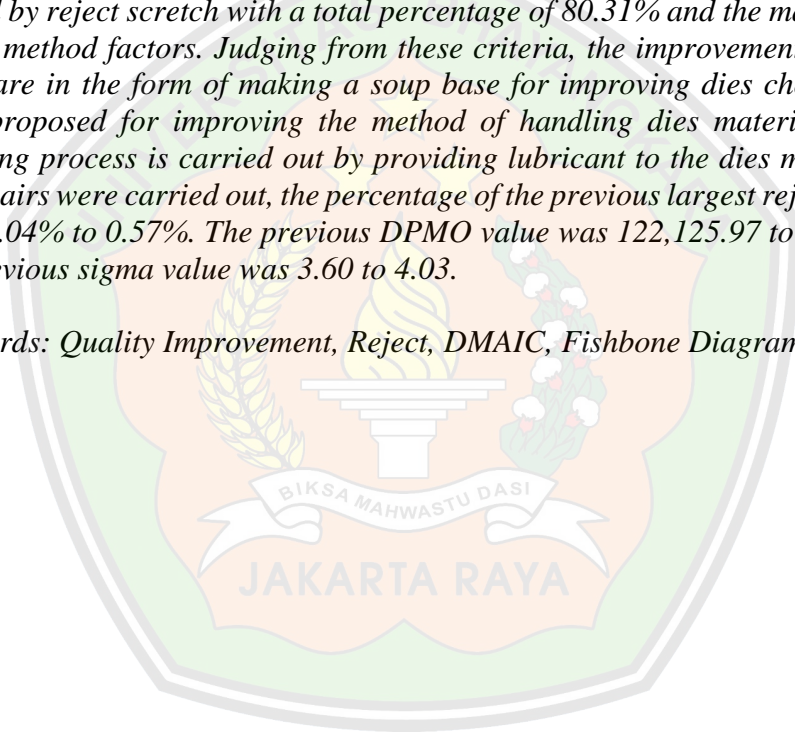 l by reject scretch with a total percentage of 80.31% and the ma
method factors. Judging from these criteria, the improvement
are in the form of making a soup base for improving dies ch
proposed for improving the method of handling dies materi
ng process is carried out by providing lubricant to the dies m
airs were carried out, the percentage of the previous largest rej
.04% to 0.57%. The previous DPMO value was 122,125.97 to
evious sigma value was 3.60 to 4.03.
rds: Quality Improvement, Reject, DMAIC, Fishbone Diagram
BIKSA MAHWASTU DASI
JAKARTA RAYA